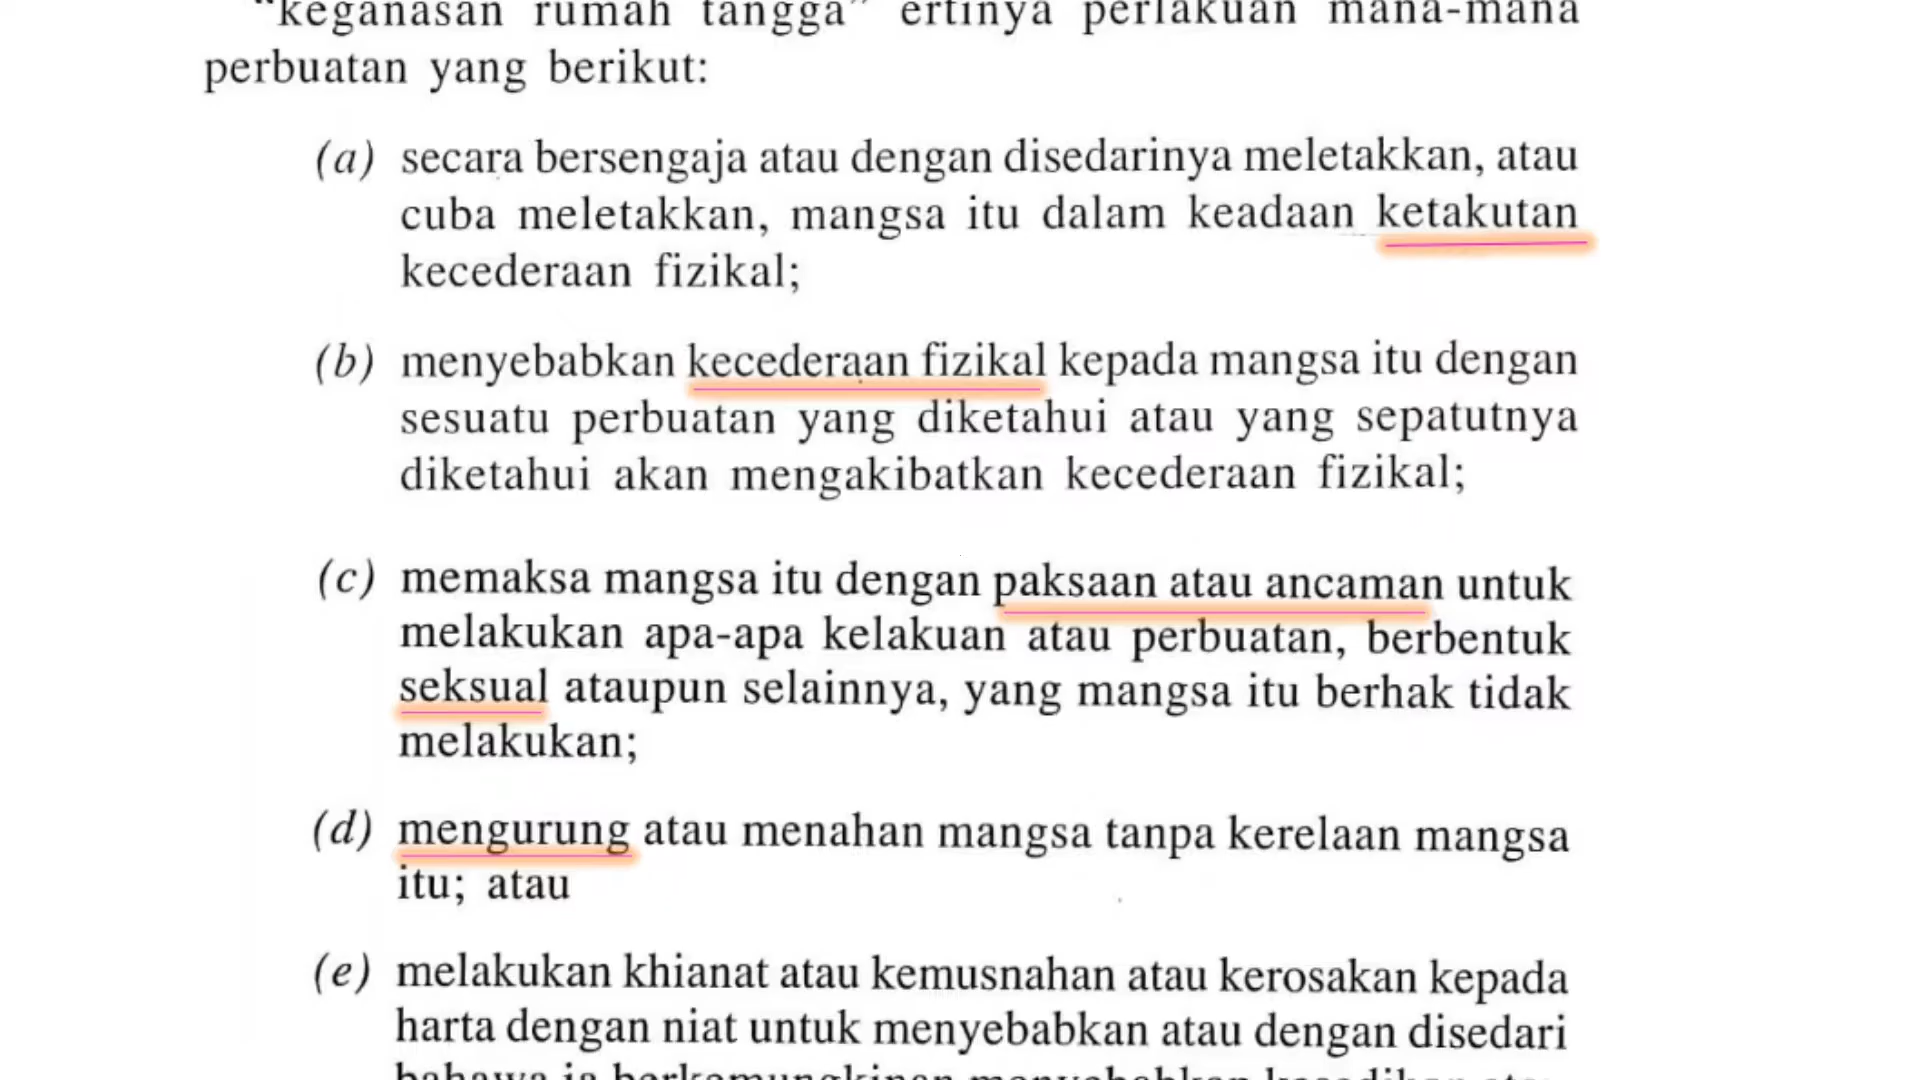 "keganasan rumah tangga" ertinya perlakuan mana-mana
perbuatan yang berikut:
(a) secara bersengaja atau dengan disedarinya meletakkan, atau
cuba meletakkan, mangsa itu dalam keadaan ketakutan
kecederaan fizikal;
(b) menyebabkan kecederaan fizikal kepada mangsa itu dengan
sesuatu perbuatan yang diketahui atau yang sepatutnya
diketahui akan mengakibatkan kecederaan fizikal;
(c) memaksa mangsa itu dengan paksaan atau ancaman untuk
melakukan apa-apa kelakuan atau perbuatan, berbentuk
seksual ataupun selainnya, yang mangsa itu berhak tidak
melakukan;
(d) mengurung atau menahan mangsa tanpa kerelaan mangsa
itu; atau
(e) melakukan khianat atau kemusnahan atau kerosakan kepada
harta dengan niat untuk menyebabkan atau dengan disedari
bahawa ia berkemungkinan menyebabkan